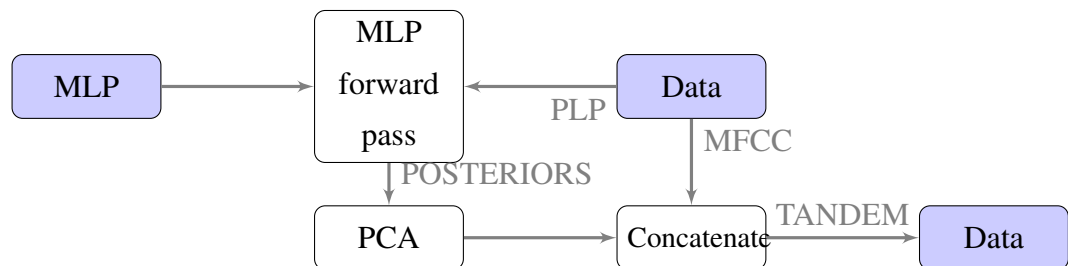 MLP
MLP
forward
pass
Data
PLP
MFCC
POSTERIORS
PCA
Concatenate
TANDEM
Data